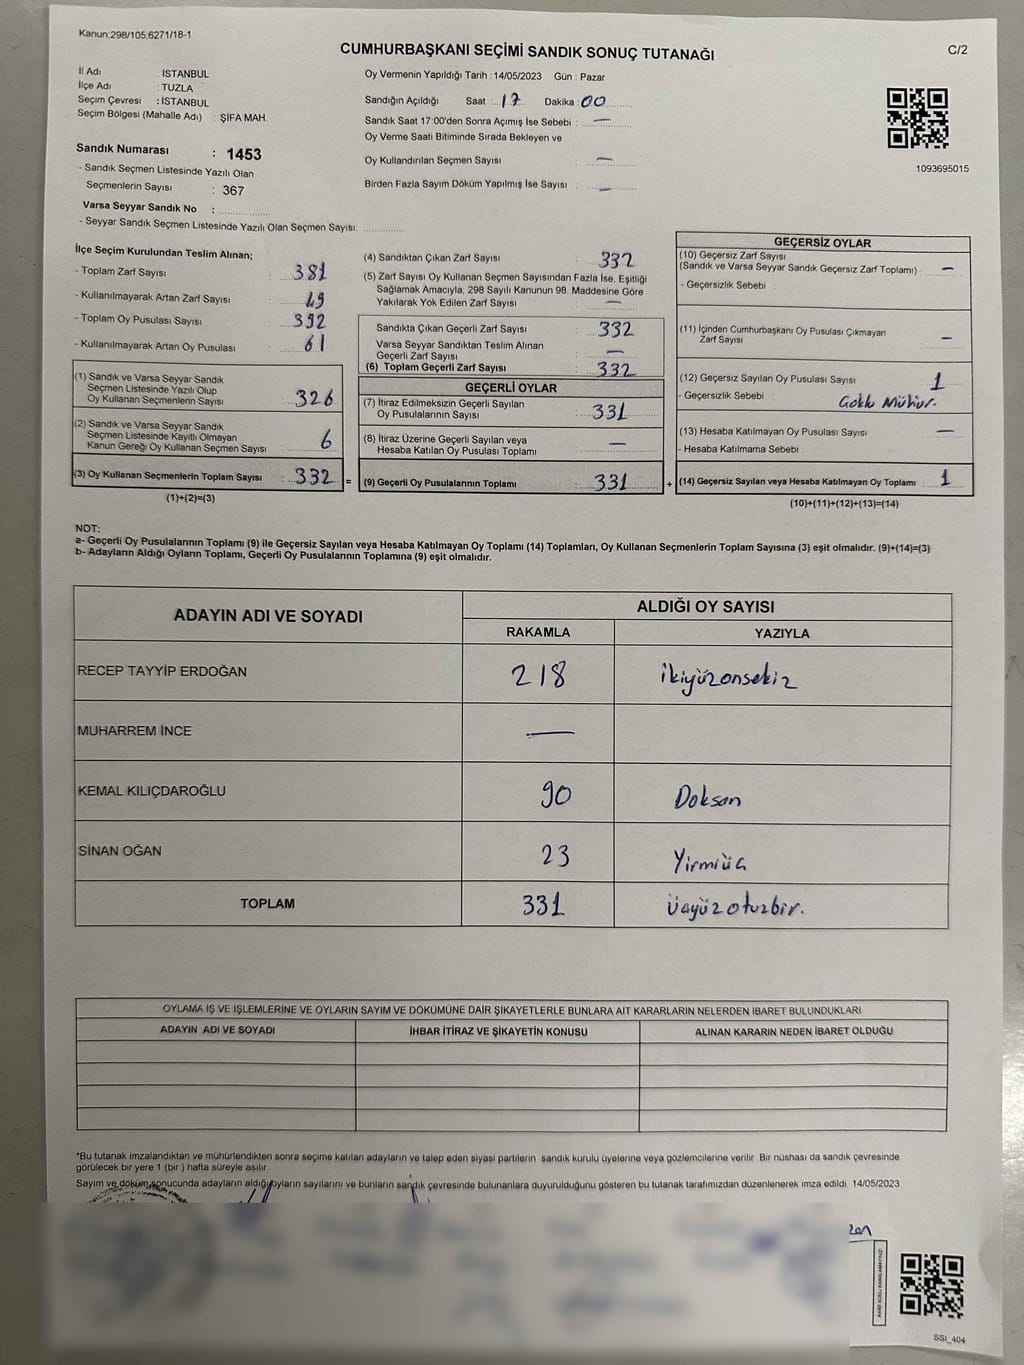 Kanun;298/105;6271/18-1
CUMHURBAŞKANI SEÇİMİ SANDIK SONUÇ TUTANAĞI
C/2
İl Adı : İSTANBUL
İlçe Adı : TUZLA
Seçim Çevresi : İSTANBUL
Seçim Bölgesi (Mahalle Adı) : ŞİFA MAH.
Sandık Numarası : 1453
- Sandık Seçmen Listesinde Yazılı Olan
Seçmenlerin Sayısı : 367
Varsa Seyyar Sandık No :
- Seyyar Sandık Seçmen Listesinde Yazılı Olan Seçmen Sayısı:
Oy Vermenin Yapıldığı Tarih : 14/05/2023 Gün : Pazar
Sandığın Açıldığı Saat : 17 Dakika : 00
Sandık Saat 17:00'den Sonra Açımış İse Sebebi : —
Oy Verme Saati Bitiminde Sırada Bekleyen ve
Oy Kullandırılan Seçmen Sayısı : —
Birden Fazla Sayım Döküm Yapılmış İse Sayısı : —
1093695015
İlçe Seçim Kurulundan Teslim Alınan;
- Toplam Zarf Sayısı : 381
- Kullanılmayarak Artan Zarf Sayısı : 49
- Toplam Oy Pusulası Sayısı : 392
- Kullanılmayarak Artan Oy Pusulası : 61
(1) Sandık ve Varsa Seyyar Sandık
Seçmen Listesinde Yazılı Olup
Oy Kullanan Seçmenlerin Sayısı : 326
(2) Sandık ve Varsa Seyyar Sandık
Seçmen Listesinde Kayıtlı Olmayan
Kanun Gereği Oy Kullanan Seçmen Sayısı : 6
(3) Oy Kullanan Seçmenlerin Toplam Sayısı : 332 =
(1)+(2)=(3)
(4) Sandıktan Çıkan Zarf Sayısı : 332
(5) Zarf Sayısı Oy Kullanan Seçmen Sayısından Fazla İse, Eşitliği
Sağlamak Amacıyla, 298 Sayılı Kanunun 98. Maddesine Göre
Yakılarak Yok Edilen Zarf Sayısı : —
Sandıkta Çıkan Geçerli Zarf Sayısı : 332
Varsa Seyyar Sandıktan Teslim Alınan
Geçerli Zarf Sayısı : —
(6) Toplam Geçerli Zarf Sayısı : 332
GEÇERLİ OYLAR
(7) İtiraz Edilmeksizin Geçerli Sayılan
Oy Pusulalarının Sayısı : 331
(8) İtiraz Üzerine Geçerli Sayılan veya
Hesaba Katılan Oy Pusulası Toplamı : —
(9) Geçerli Oy Pusulalarının Toplamı : 331 +
GEÇERSİZ OYLAR
(10) Geçersiz Zarf Sayısı
(Sandık ve Varsa Seyyar Sandık Geçersiz Zarf Toplamı) : —
- Geçersizlik Sebebi :
(11) İçinden Cumhurbaşkanı Oy Pusulası Çıkmayan
Zarf Sayısı : —
(12) Geçersiz Sayılan Oy Pusulası Sayısı : 1
- Geçersizlik Sebebi : Çoklu Mühür.
(13) Hesaba Katılmayan Oy Pusulası Sayısı : —
- Hesaba Katılmama Sebebi :
(14) Geçersiz Sayılan veya Hesaba Katılmayan Oy Toplamı : 1
(10)+(11)+(12)+(13)=(14)
NOT:
a- Geçerli Oy Pusulalarının Toplamı (9) ile Geçersiz Sayılan veya Hesaba Katılmayan Oy Toplamı (14) Toplamları, Oy Kullanan Seçmenlerin Toplam Sayısına (3) eşit olmalıdır. (9)+(14)=(3)
b- Adayların Aldığı Oyların Toplamı, Geçerli Oy Pusulalarının Toplamına (9) eşit olmalıdır.
ADAYIN ADI VE SOYADI ALDIĞI OY SAYISI
RAKAMLA YAZIYLA
RECEP TAYYİP ERDOĞAN 218 ikiyüzonsekiz
MUHARREM İNCE —
KEMAL KILIÇDAROĞLU 90 Doksan
SİNAN OĞAN 23 Yirmiüç
TOPLAM 331 üçyüzotuzbir.
OYLAMA İŞ VE İŞLEMLERİNE VE OYLARIN SAYIM VE DÖKÜMÜNE DAİR ŞİKAYETLERLE BUNLARA AİT KARARLARIN NELERDEN İBARET BULUNDUKLARI
ADAYIN ADI VE SOYADI İHBAR İTİRAZ VE ŞİKAYETİN KONUSU ALINAN KARARIN NEDEN İBARET OLDUĞU
*Bu tutanak imzalandıktan ve mühürlendikten sonra seçime katılan adayların ve talep eden siyasi partilerin sandık kurulu üyelerine veya gözlemcilerine verilir. Bir nüshası da sandık çevresinde
görülecek bir yere 1 (bir) hafta süreyle asılır.
Sayım ve döküm sonucunda adayların aldığı oyların sayılarını ve bunların sandık çevresinde bulunanlara duyurulduğunu gösteren bu tutanak tarafımızdan düzenlenerek imza edildi. 14/05/2023
SSI_404